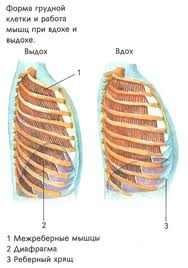 Форма грудной
клетки и работа
мышц при вдохе и
выдохе.
Выдох Вдох
1
2 3
1 Межреберные мышцы
2 Диафрагма
3 Реберный хрящ